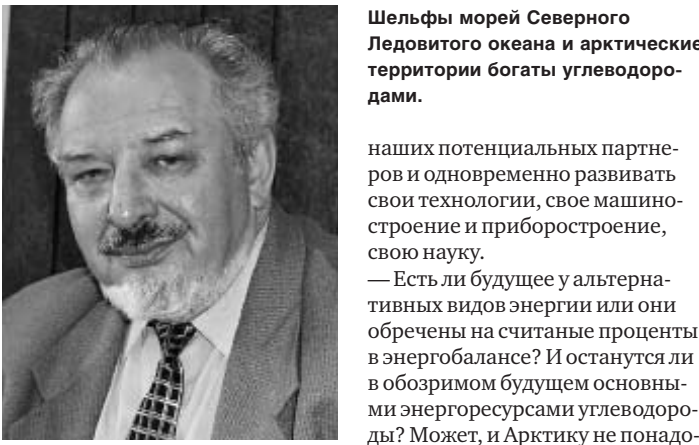 Шельфы морей Северного
Ледовитого океана и арктические
территории богаты углеводоро-
дами.
наших потенциальных партне-
ров и одновременно развивать
свои технологии, свое машино-
строение и приборостроение,
свою науку.
— Есть ли будущее у альтерна-
тивных видов энергии или они
обречены на считаные проценты
в энергобалансе? И останутся ли
в обозримом будущем основны-
ми энергоресурсами углеводоро-
ды? Может, и Арктику не понадо-